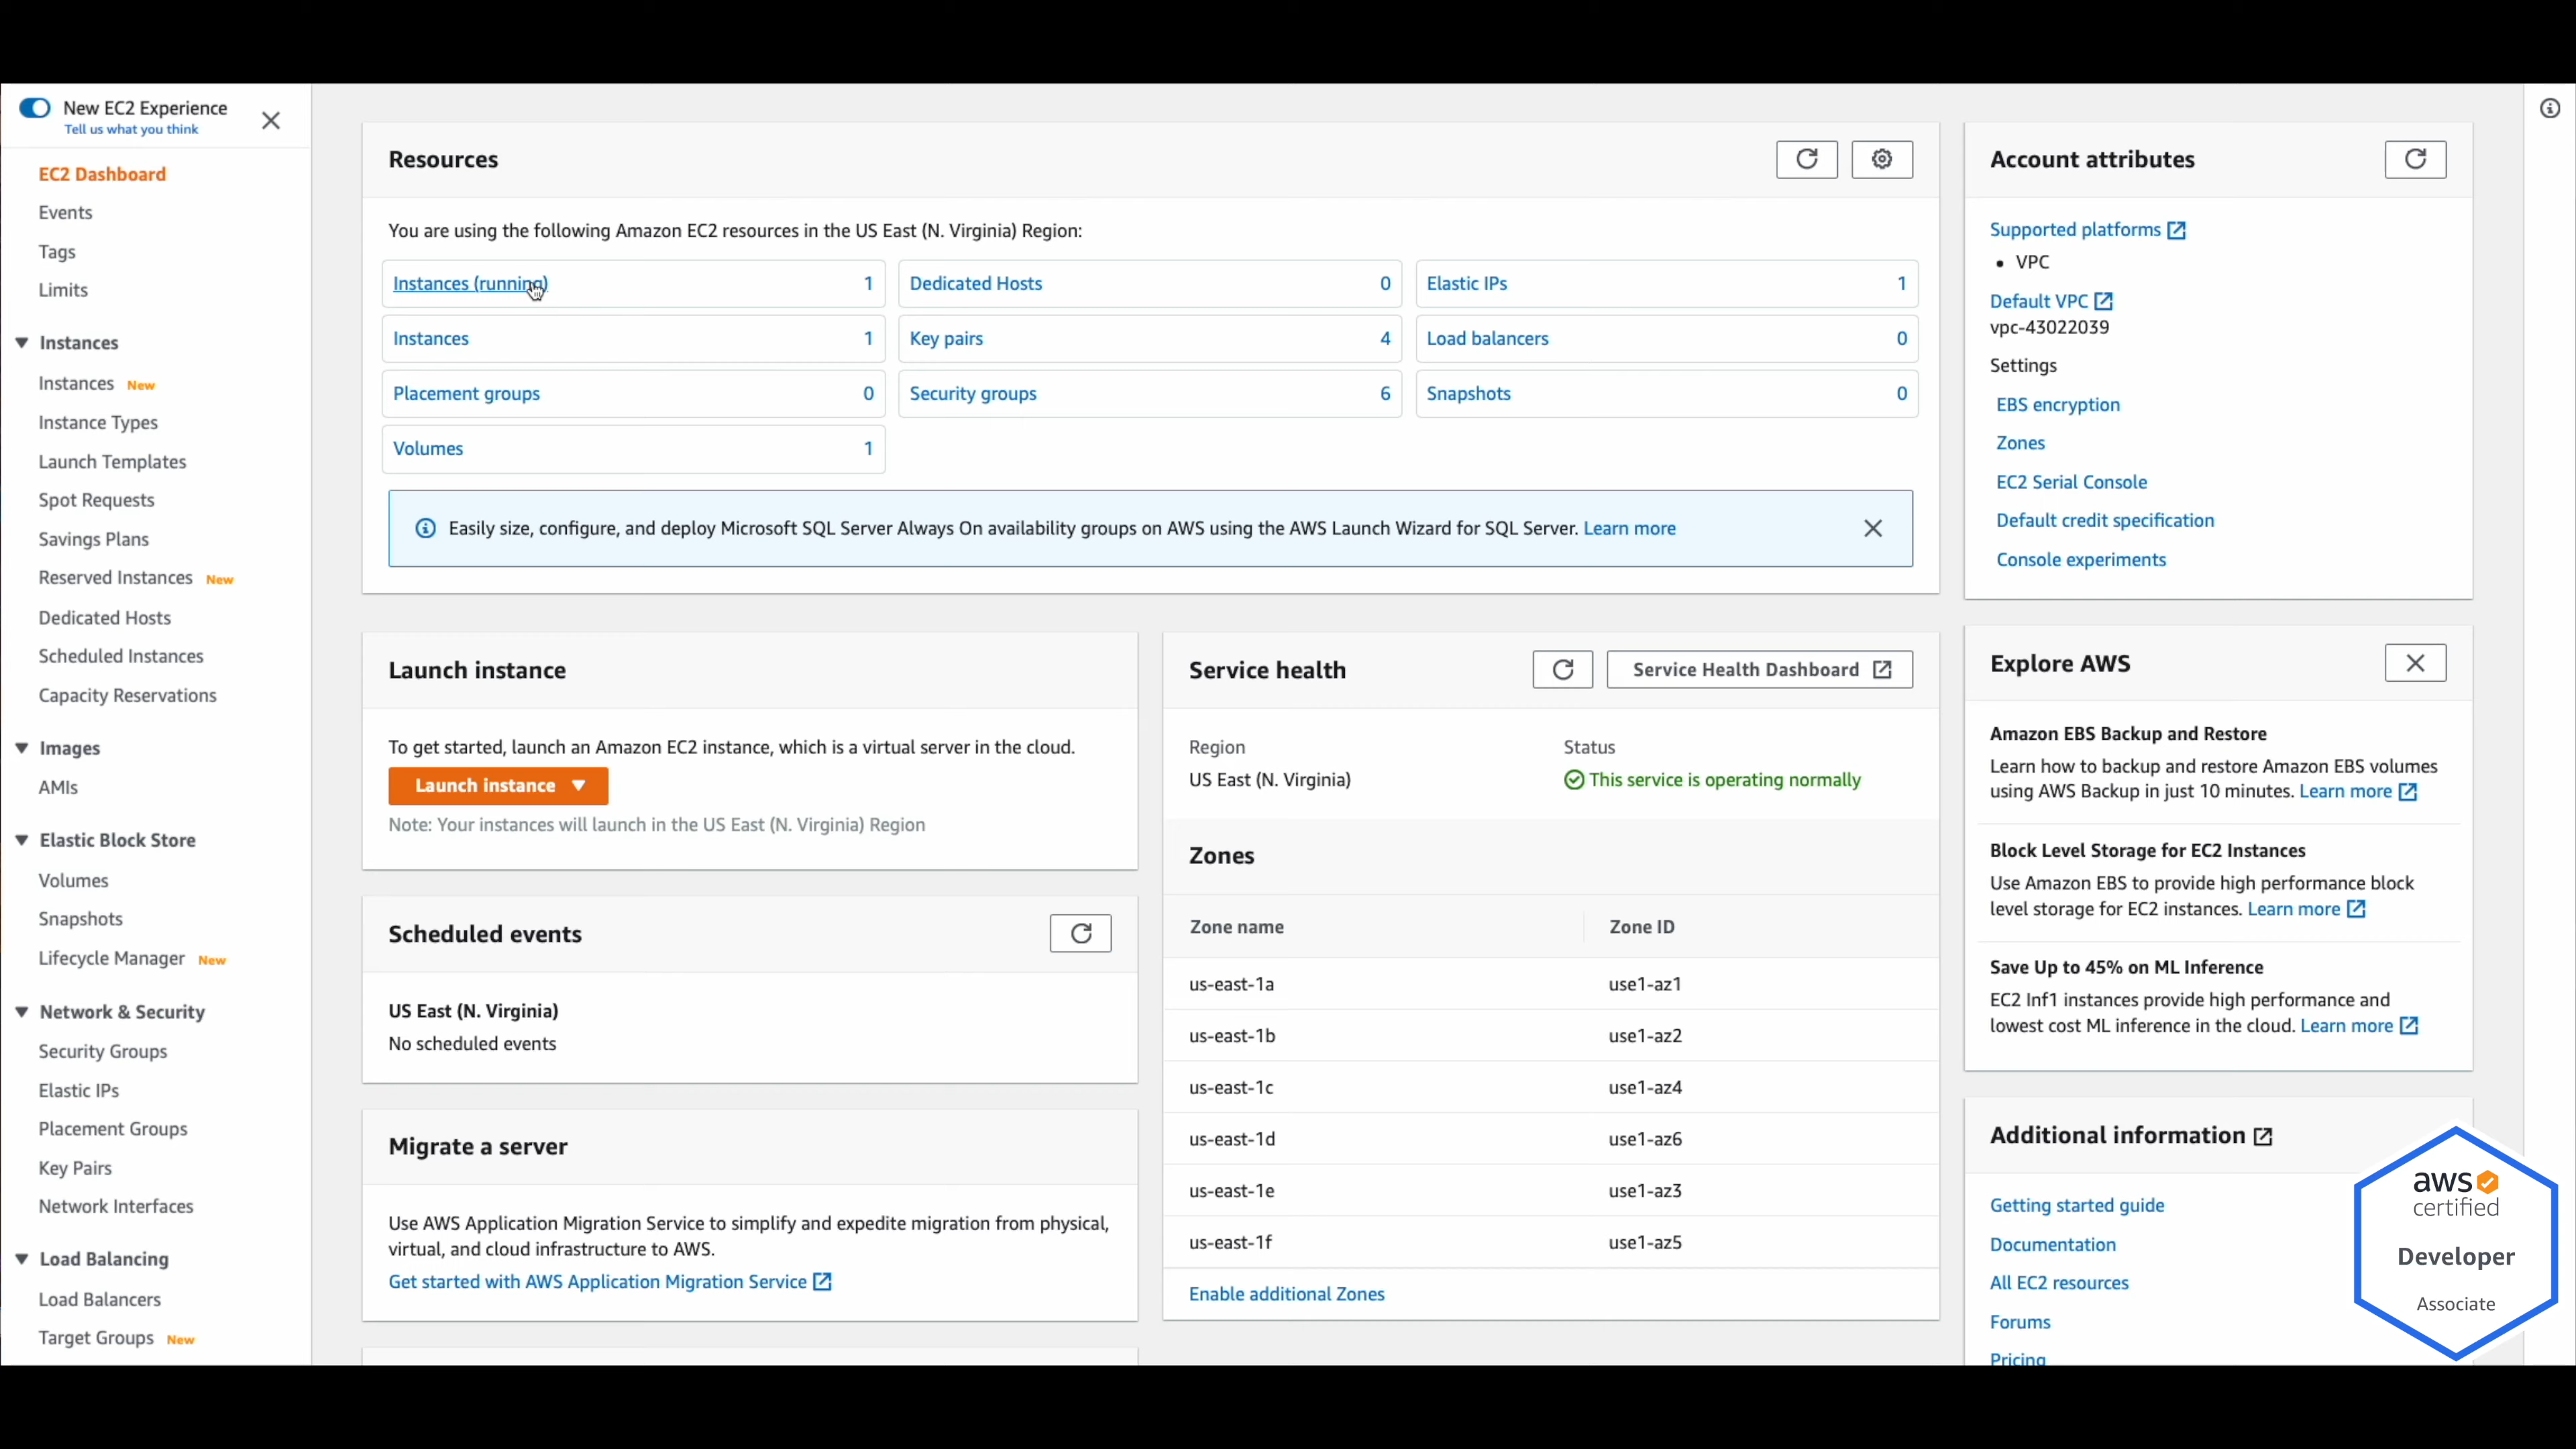 New EC2 Experience
Tell us what you think
EC2 Dashboard
Events
Tags
Limits
Instances
Instances New
Instance Types
Launch Templates
Spot Requests
Savings Plans
Reserved Instances New
Dedicated Hosts
Scheduled Instances
Capacity Reservations
Images
AMIs
Elastic Block Store
Volumes
Snapshots
Lifecycle Manager New
Network & Security
Security Groups
Elastic IPs
Placement Groups
Key Pairs
Network Interfaces
Load Balancing
Load Balancers
Target Groups New
Resources
You are using the following Amazon EC2 resources in the US East (N. Virginia) Region:
Instances (running) 1 Dedicated Hosts 0 Elastic IPs 1
Instances 1 Key pairs 4 Load balancers 0
Placement groups 0 Security groups 6 Snapshots 0
Volumes 1
Easily size, configure, and deploy Microsoft SQL Server Always On availability groups on AWS using the AWS Launch Wizard for SQL Server. Learn more
Launch instance
To get started, launch an Amazon EC2 instance, which is a virtual server in the cloud.
Launch instance
Note: Your instances will launch in the US East (N. Virginia) Region
Scheduled events
US East (N. Virginia)
No scheduled events
Migrate a server
Use AWS Application Migration Service to simplify and expedite migration from physical,
virtual, and cloud infrastructure to AWS.
Get started with AWS Application Migration Service
Service health
Service Health Dashboard
Region Status
US East (N. Virginia) This service is operating normally
Zones
Zone name Zone ID
us-east-1a use1-az1
us-east-1b use1-az2
us-east-1c use1-az4
us-east-1d use1-az6
us-east-1e use1-az3
us-east-1f use1-az5
Enable additional Zones
Account attributes
Supported platforms
• VPC
Default VPC
vpc-43022039
Settings
EBS encryption
Zones
EC2 Serial Console
Default credit specification
Console experiments
Explore AWS
Amazon EBS Backup and Restore
Learn how to backup and restore Amazon EBS volumes
using AWS Backup in just 10 minutes. Learn more
Block Level Storage for EC2 Instances
Use Amazon EBS to provide high performance block
level storage for EC2 instances. Learn more
Save Up to 45% on ML Inference
EC2 Inf1 instances provide high performance and
lowest cost ML inference in the cloud. Learn more
Additional information
Getting started guide
Documentation
All EC2 resources
Forums
Pricing
aws
certified
Developer
Associate